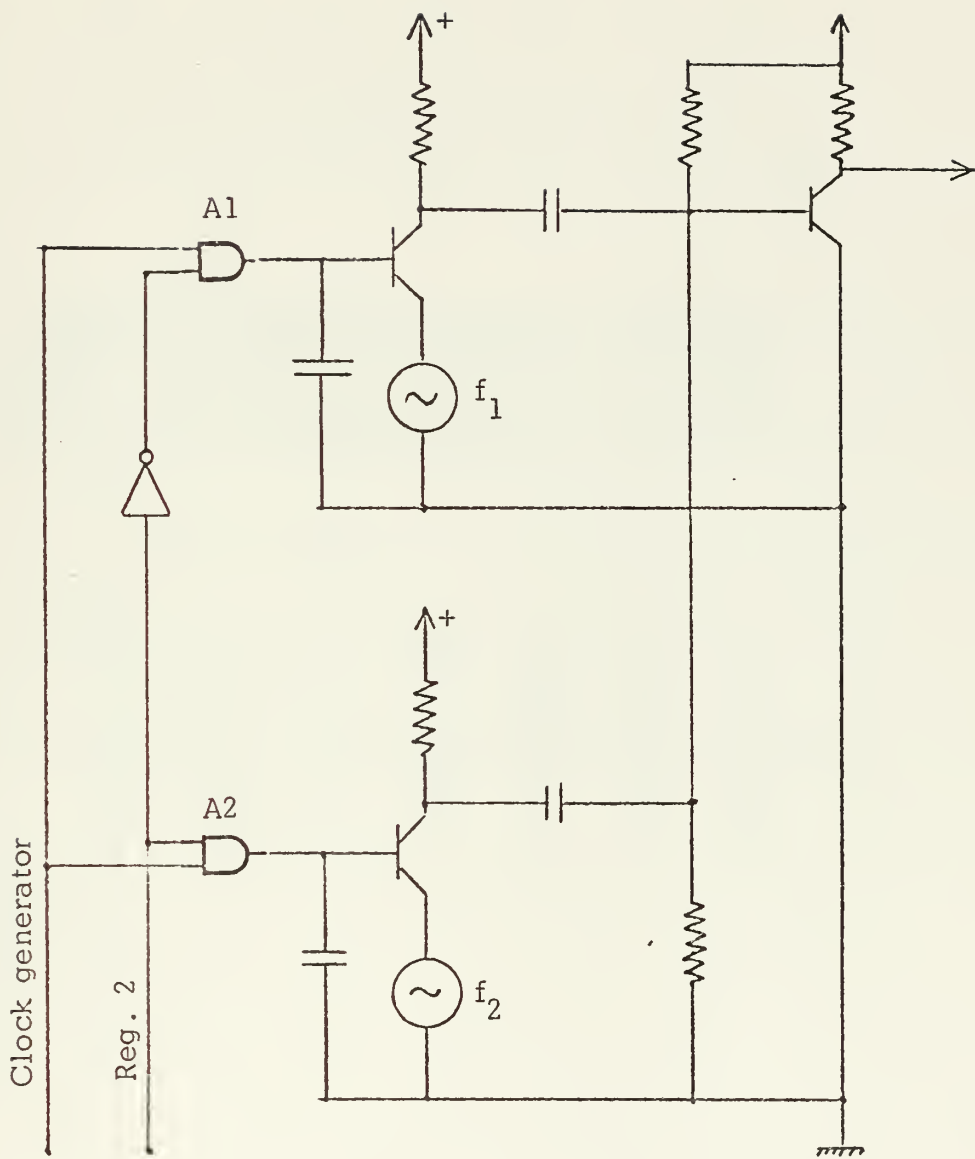 +
A1
f1
+
A2
f2
Clock generator
Reg. 2